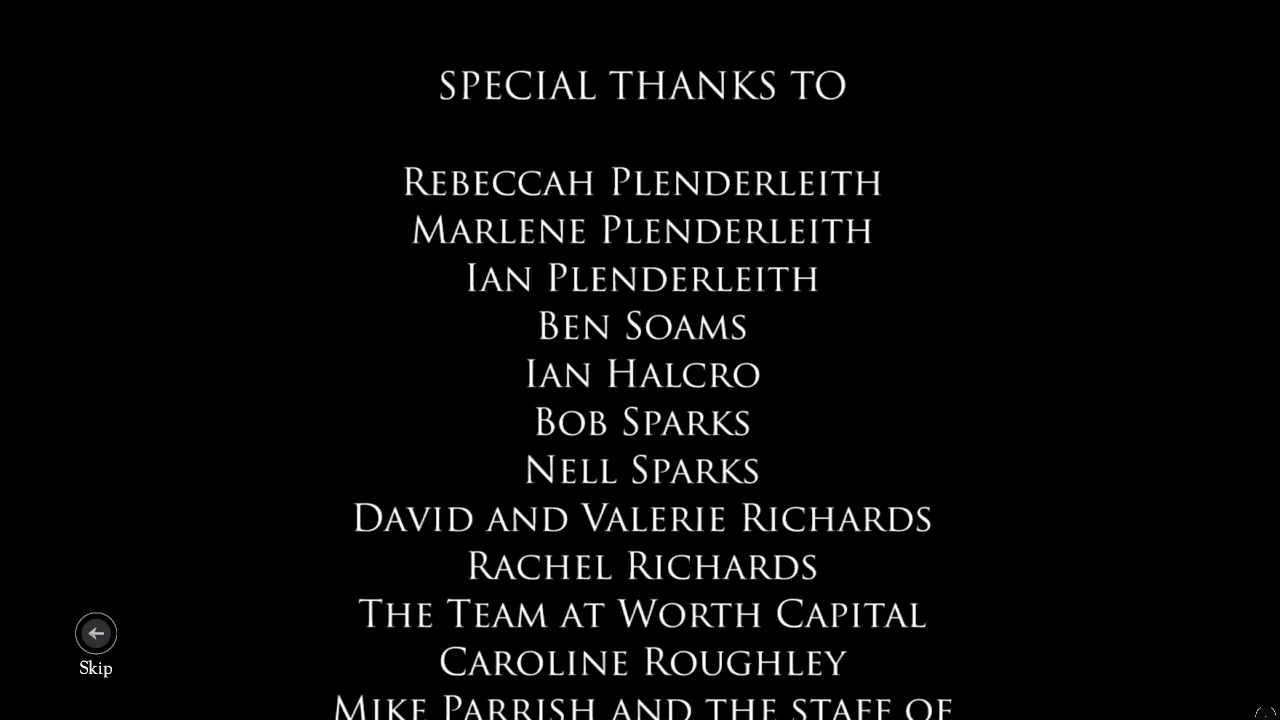 SPECIAL THANKS TO
REBECCAH PLENDERLEITH
MARLENE PLENDERLEITH
IAN PLENDERLEITH
BEN SOAMS
IAN HALCRO
BOB SPARKS
NELL SPARKS
DAVID AND VALERIE RICHARDS
RACHEL RICHARDS
THE TEAM AT WORTH CAPITAL
CAROLINE ROUGHLEY
MIKE PARRISH AND THE STAFF OF
Skip